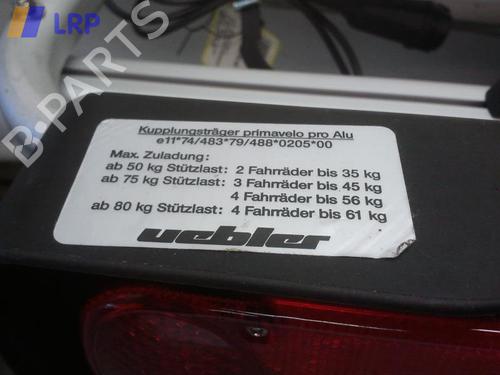 LRP
Kupplungsträger primavelo pro Alu
e11*74/483*79/488*0205*00
Max. Zuladung:
ab 50 kg Stützlast: 2 Fahrräder bis 35 kg
ab 75 kg Stützlast: 3 Fahrräder bis 45 kg
4 Fahrräder bis 56 kg
ab 80 kg Stützlast: 4 Fahrräder bis 61 kg
uebler